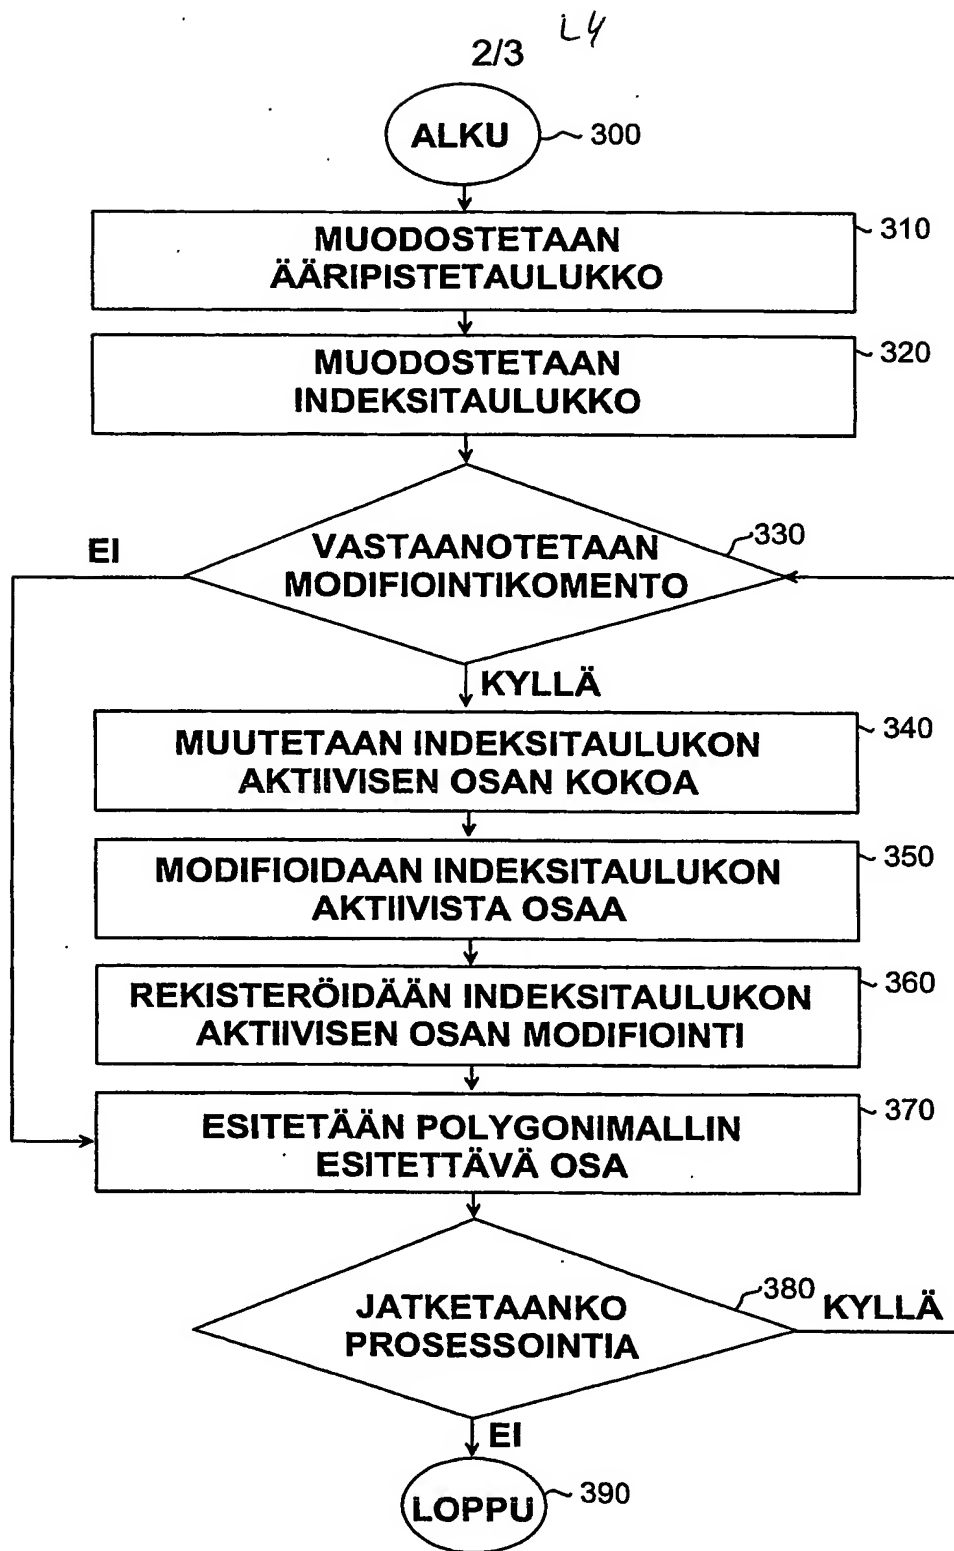 L4
2/3
ALKU
300
MUODOSTETAAN
ÄÄRIPISTETAULUKKO
310
MUODOSTETAAN
INDEKSITAULUKKO
320
EI
VASTAANOTETAAN
MODIFIOINTIKOMENTO
330
KYLLÄ
MUUTETAAN INDEKSITAULUKON
AKTIIVISEN OSAN KOKOA
340
MODIFIOIDAAN INDEKSITAULUKON
AKTIIVISTA OSAA
350
REKISTERÖIDÄÄN INDEKSITAULUKON
AKTIIVISEN OSAN MODIFIOINTI
360
ESITETÄÄN POLYGONIMALLIN
ESITETTÄVÄ OSA
370
JATKETAANKO
PROSESSOINTIA
380
KYLLÄ
EI
LOPPU
390